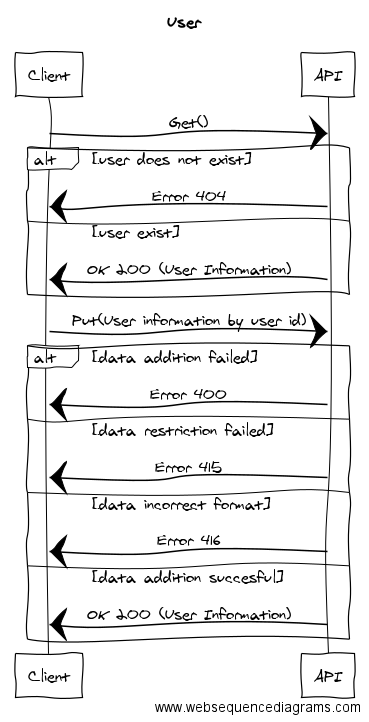 User
Client
API
Get()
alt
[user does not exist]
Error 404
[user exist]
OK 200 (User Information)
Put(User information by user id)
alt
[data addition failed]
Error 400
[data restriction failed]
Error 415
[data incorrect format]
Error 416
[data addition succesful]
OK 200 (User Information)
Client
API
www.websequencediagrams.com